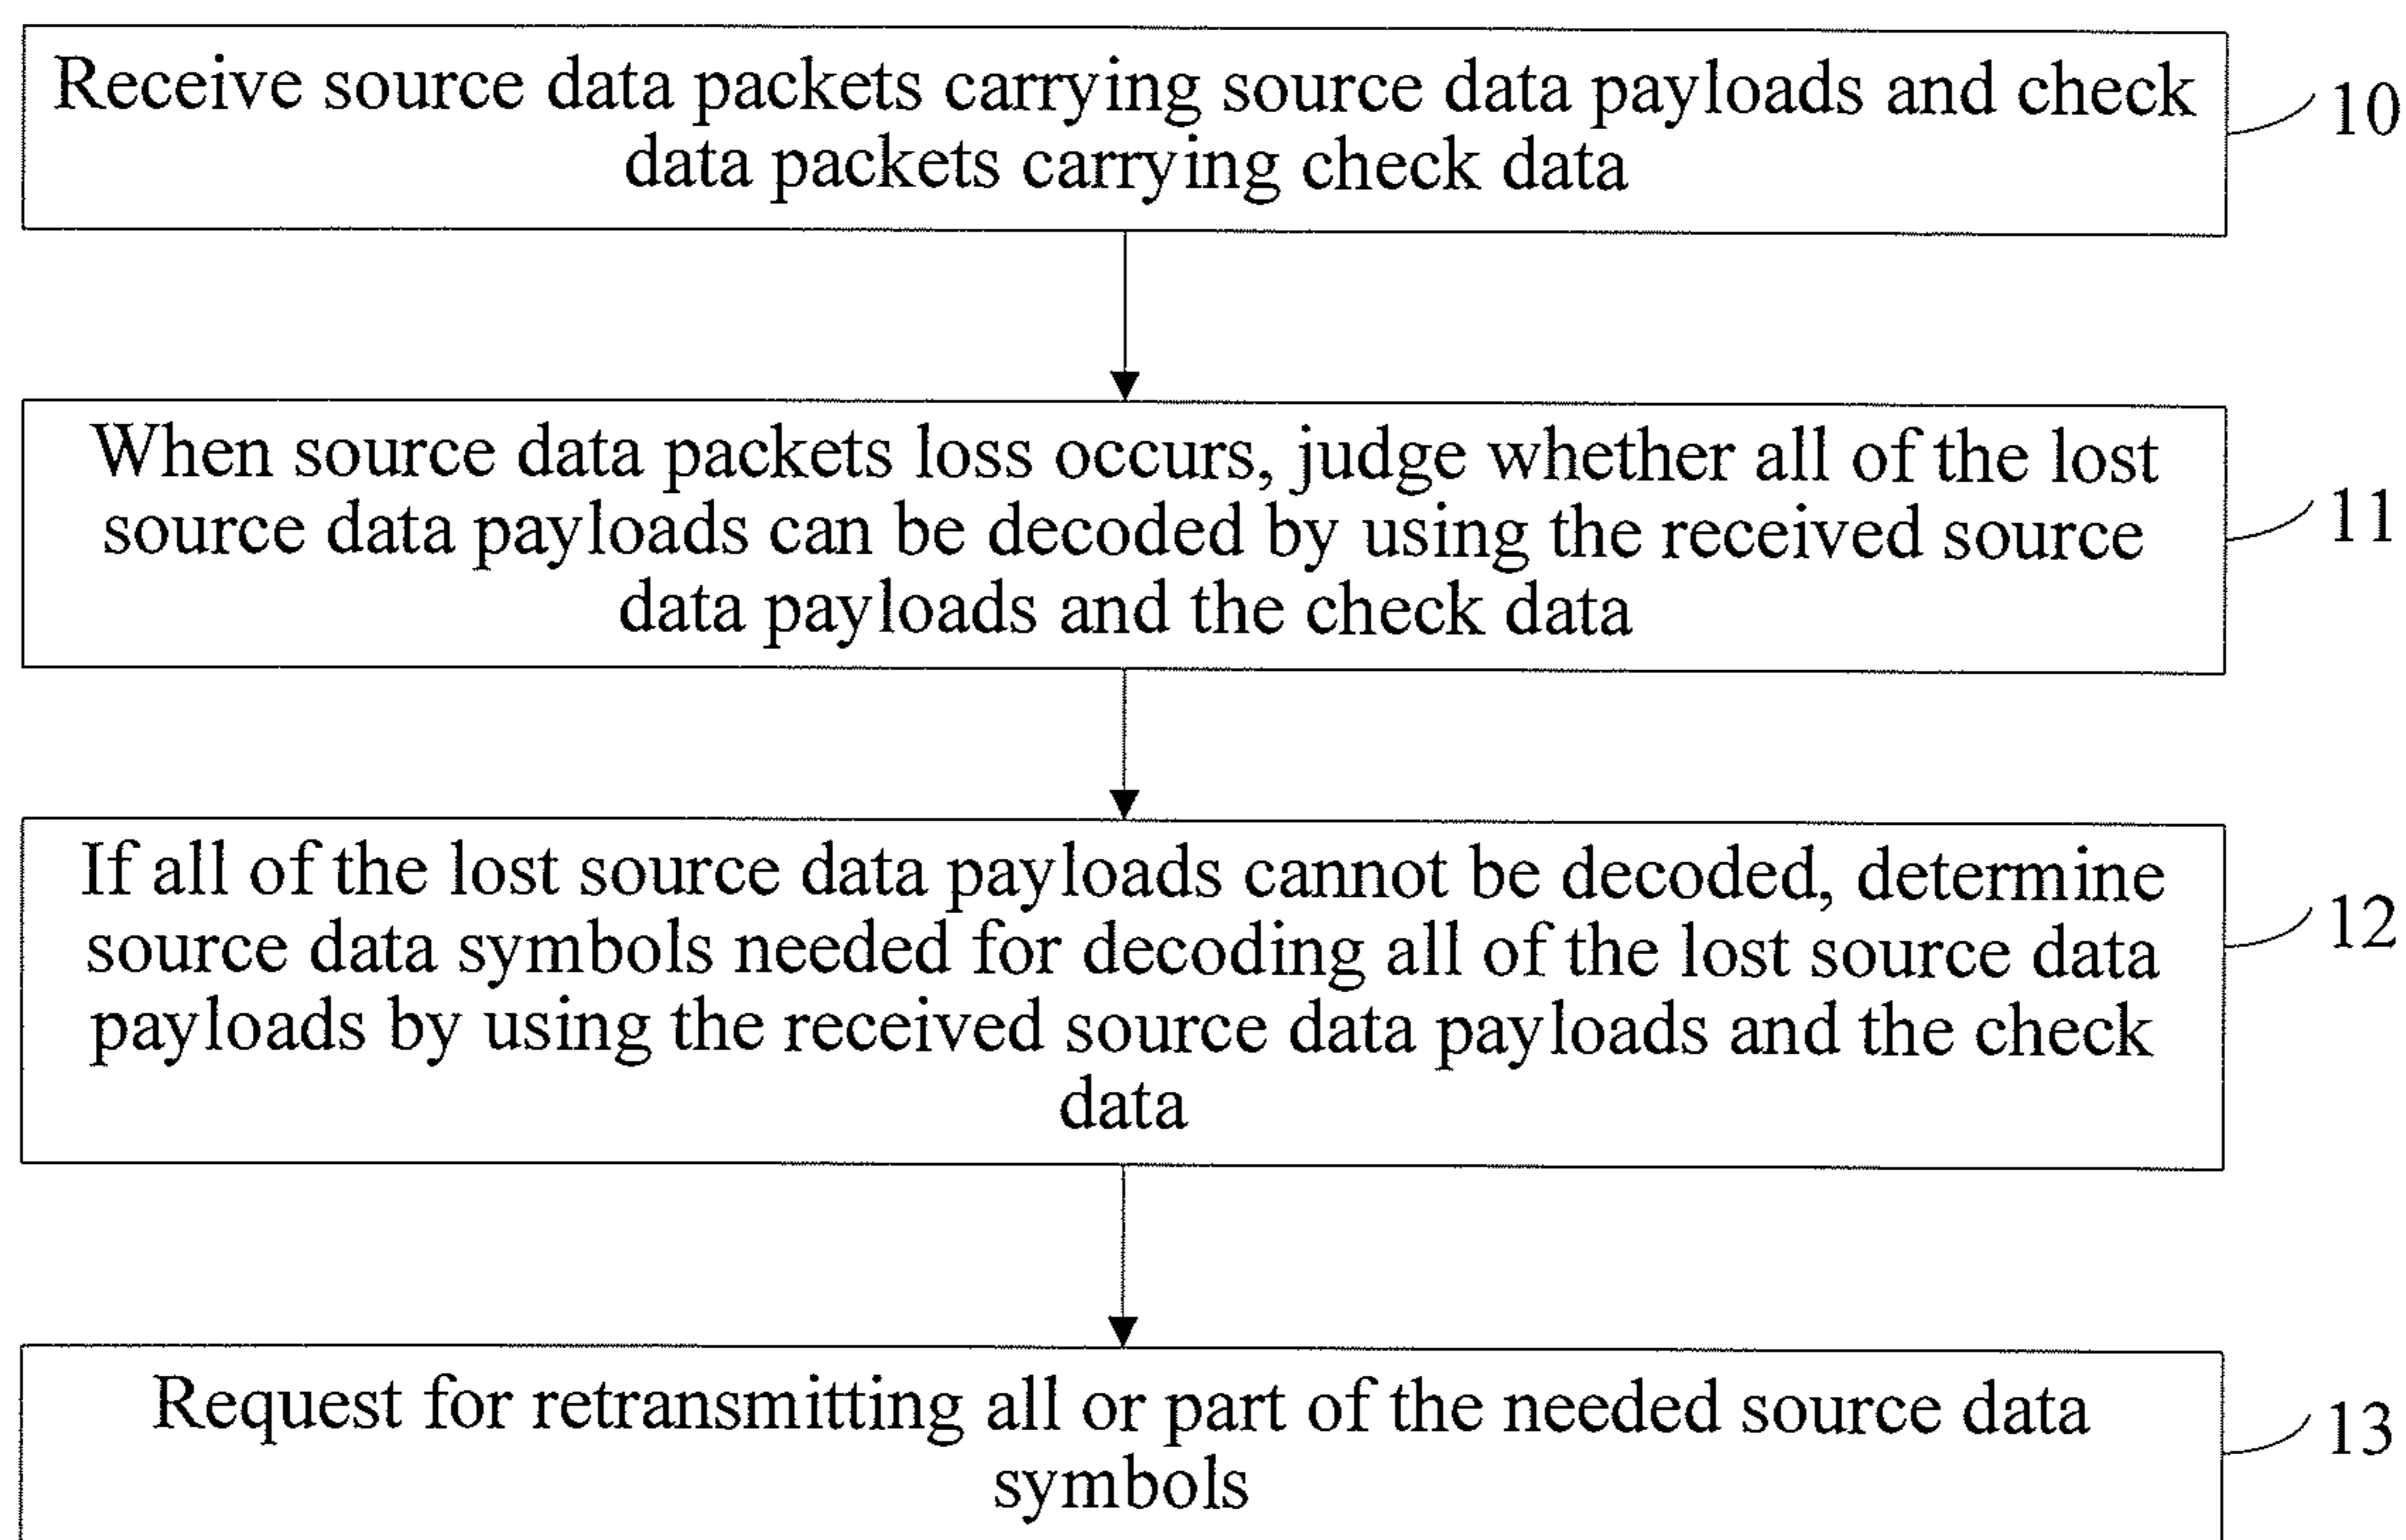 Receive source data packets carrying source data payloads and check
data packets carrying check data
10
When source data packets loss occurs, judge whether all of the lost
source data payloads can be decoded by using the received source
data payloads and the check data
11
If all of the lost source data payloads cannot be decoded, determine
source data symbols needed for decoding all of the lost source data
payloads by using the received source data payloads and the check
data
12
Request for retransmitting all or part of the needed source data
symbols
13